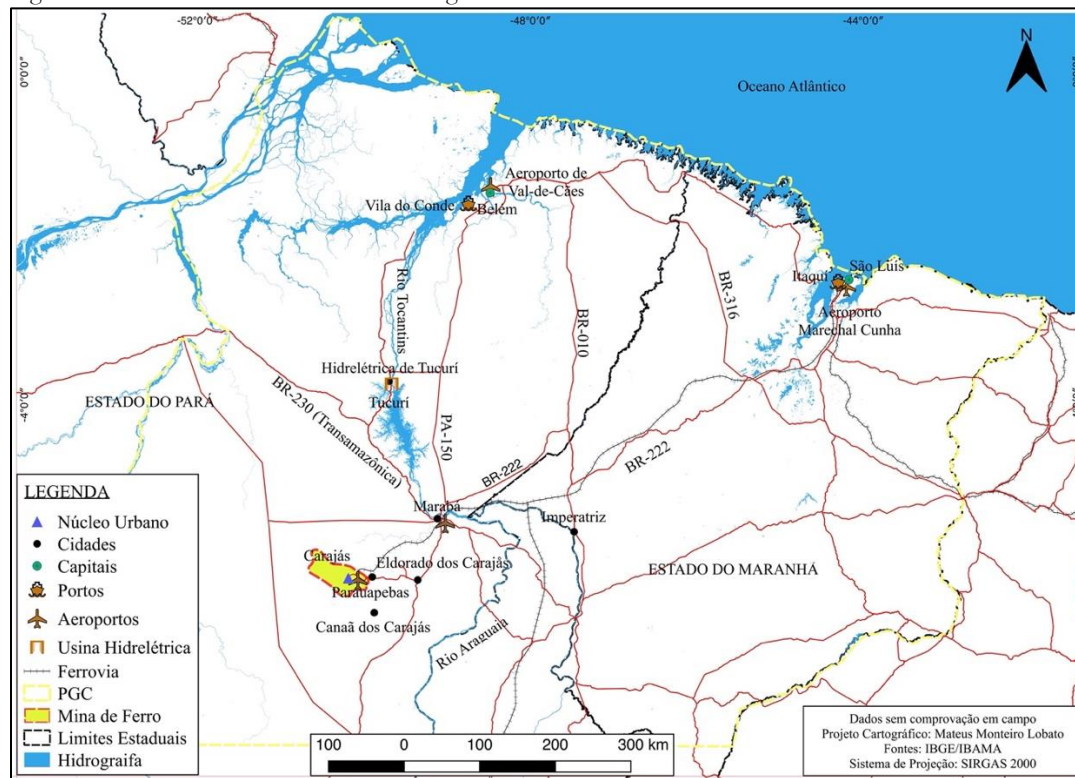 -52°0'0"
-48°0'0"
-44°0'0"
N
0°0'0"
Oceano Atlântico
Aeroporto de
Val-de-Cães
Vila do Conde
Belém
São Luis
Itaqui
Aeroporto
Marechal Cunha
Rio Tocantins
BR-010
BR-316
Hidrelétrica de Tucurí
Tucurí
-4°0'0"
ESTADO DO PARÁ
BR-230 (Transamazônica)
PA-150
BR-222
BR-222
Marabá
Imperatriz
Carajás
Eldorado dos Carajás
Parauapebas
Canaã dos Carajás
Rio Araguaia
ESTADO DO MARANHÁ
LEGENDA
Núcleo Urbano
Cidades
Capitais
Portos
Aeroportos
Usina Hidrelétrica
Ferrovia
PGC
Mina de Ferro
Limites Estaduais
Hidrograifa
100 0 100 200 300 km
Dados sem comprovação em campo
Projeto Cartográfico: Mateus Monteiro Lobato
Fontes: IBGE/IBAMA
Sistema de Projeção: SIRGAS 2000